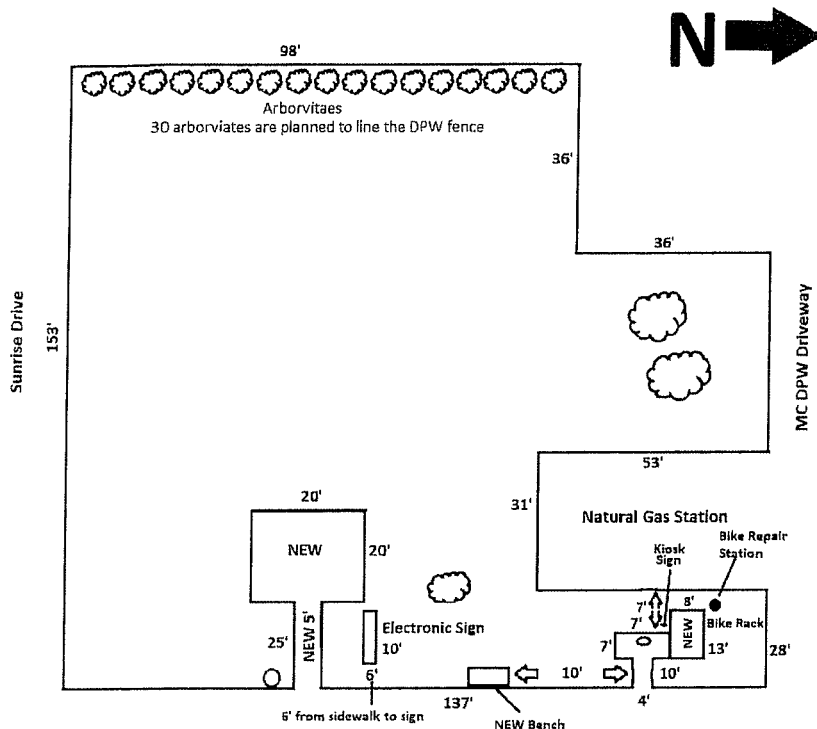 N
98'
Arborvitaes
30 arborviates are planned to line the DPW fence
36'
36'
Sunrise Drive
153'
MC DPW Driveway
53'
31'
Natural Gas Station
20'
NEW
20'
Kiosk
Sign
Bike Repair
Station
7'
7'
8'
Bike Rack
NEW 5'
25'
Electronic Sign
10'
7'
NEW
13'
28'
6'
10'
10'
137'
4'
6' from sidewalk to sign
NEW Bench